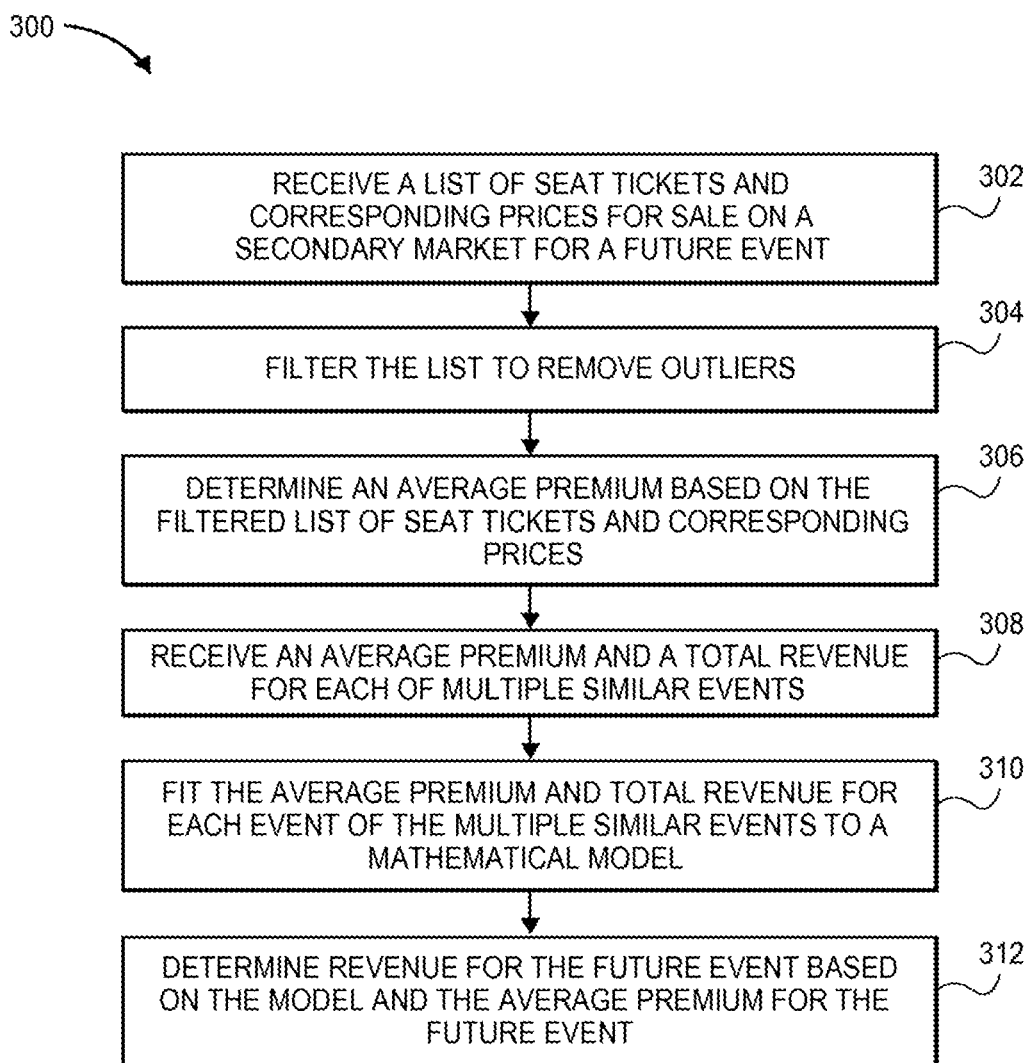 300
RECEIVE A LIST OF SEAT TICKETS AND
CORRESPONDING PRICES FOR SALE ON A
SECONDARY MARKET FOR A FUTURE EVENT
302
FILTER THE LIST TO REMOVE OUTLIERS
304
DETERMINE AN AVERAGE PREMIUM BASED ON THE
FILTERED LIST OF SEAT TICKETS AND CORRESPONDING
PRICES
306
RECEIVE AN AVERAGE PREMIUM AND A TOTAL REVENUE
FOR EACH OF MULTIPLE SIMILAR EVENTS
308
FIT THE AVERAGE PREMIUM AND TOTAL REVENUE FOR
EACH EVENT OF THE MULTIPLE SIMILAR EVENTS TO A
MATHEMATICAL MODEL
310
DETERMINE REVENUE FOR THE FUTURE EVENT BASED
ON THE MODEL AND THE AVERAGE PREMIUM FOR THE
FUTURE EVENT
312